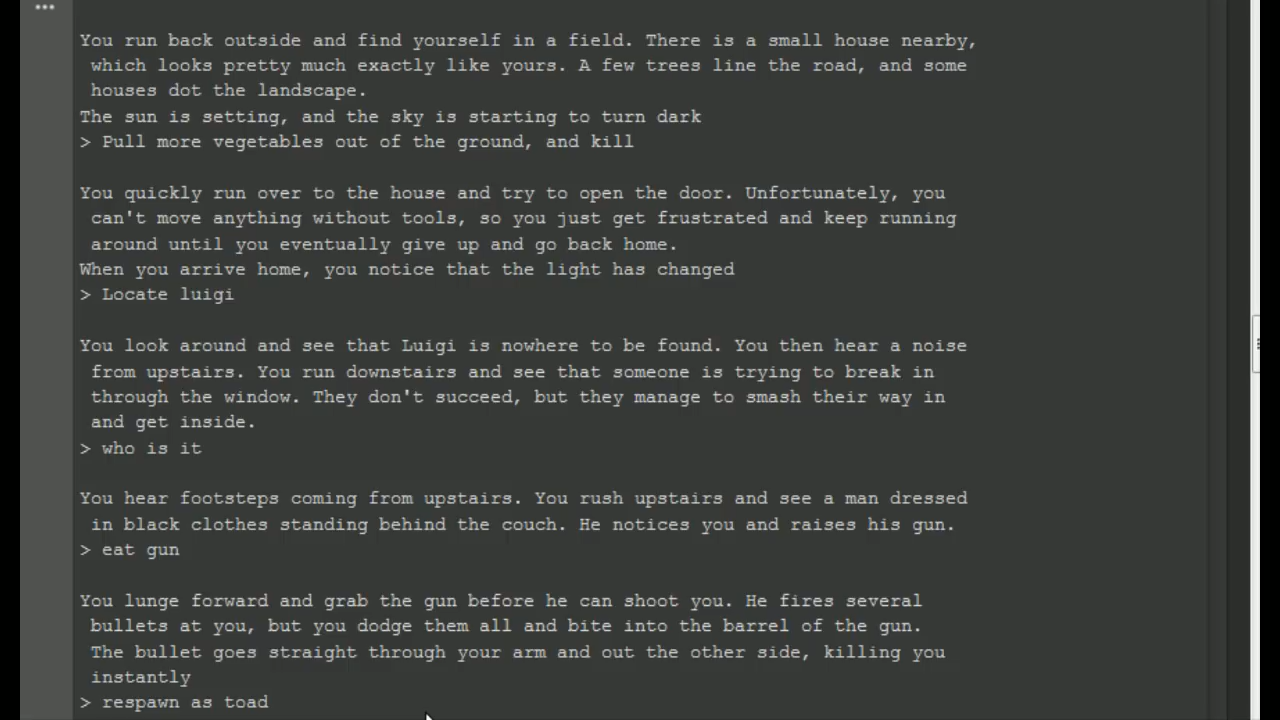 You run back outside and find yourself in a field. There is a small house nearby,
which looks pretty much exactly like yours. A few trees line the road, and some
houses dot the landscape.
The sun is setting, and the sky is starting to turn dark
> Pull more vegetables out of the ground, and kill
You quickly run over to the house and try to open the door. Unfortunately, you
can't move anything without tools, so you just get frustrated and keep running
around until you eventually give up and go back home.
When you arrive home, you notice that the light has changed
> Locate luigi
You look around and see that Luigi is nowhere to be found. You then hear a noise
from upstairs. You run downstairs and see that someone is trying to break in
through the window. They don't succeed, but they manage to smash their way in
and get inside.
> who is it
You hear footsteps coming from upstairs. You rush upstairs and see a man dressed
in black clothes standing behind the couch. He notices you and raises his gun.
> eat gun
You lunge forward and grab the gun before he can shoot you. He fires several
bullets at you, but you dodge them all and bite into the barrel of the gun.
The bullet goes straight through your arm and out the other side, killing you
instantly
> respawn as toad